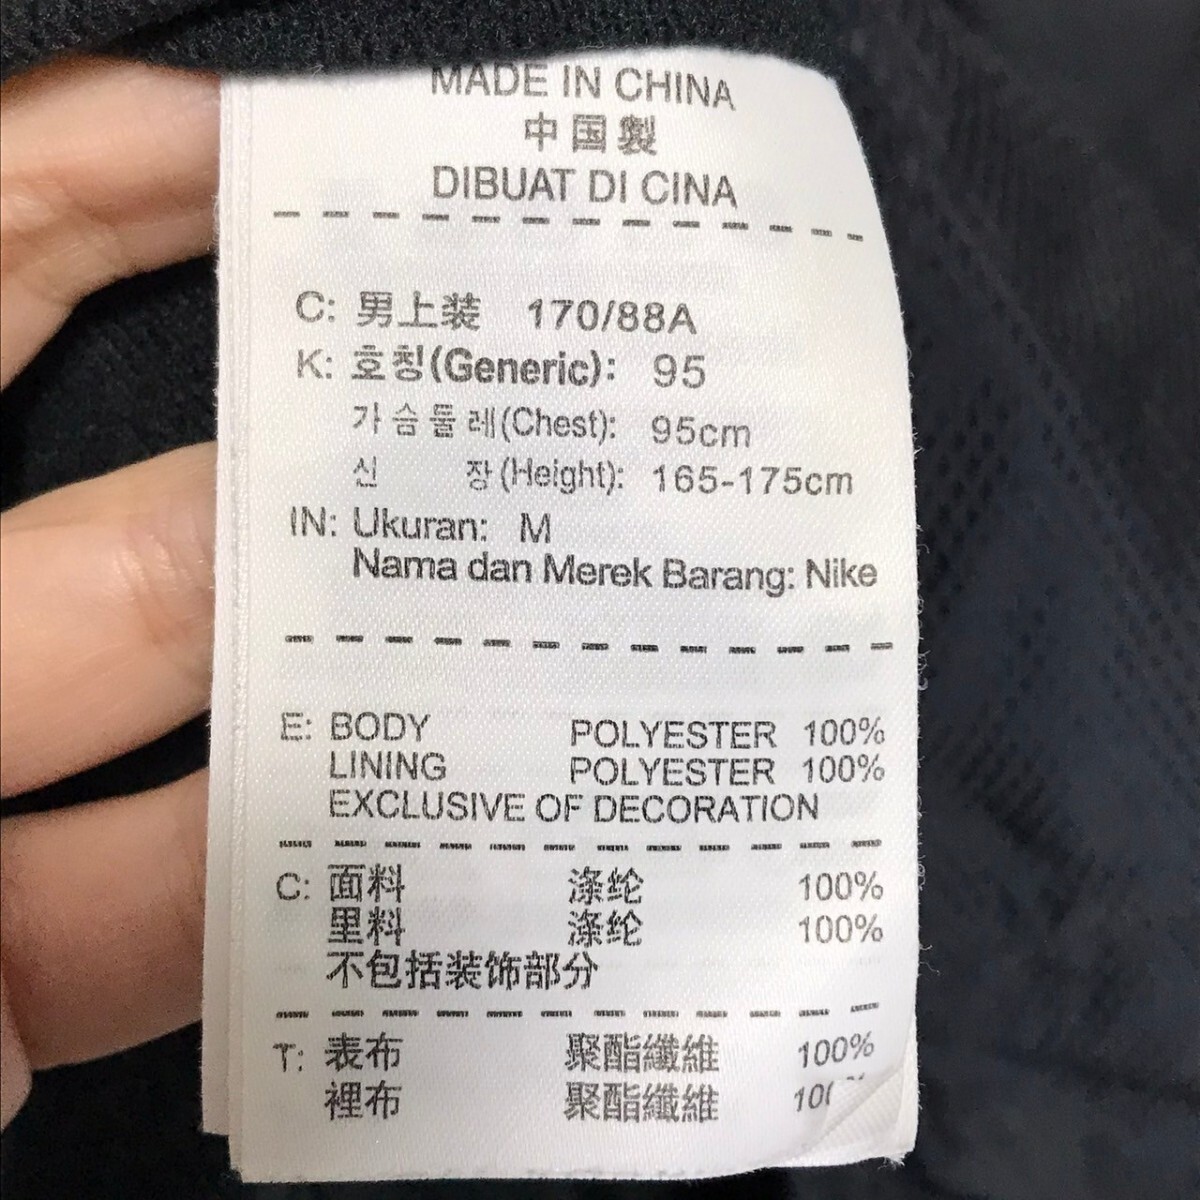 MADE IN CHINA
中国製
DIBUAT DI CINA
C: 男上装 170/88A
K: 호칭(Generic): 95
가슴둘레(Chest): 95cm
신 장(Height): 165-175cm
IN: Ukuran: M
Nama dan Merek Barang: Nike
E: BODY POLYESTER 100%
LINING POLYESTER 100%
EXCLUSIVE OF DECORATION
C: 面料 涤纶 100%
里料 涤纶 100%
不包括装饰部分
T: 表布 聚酯纖維 100%
裡布 聚酯纖維